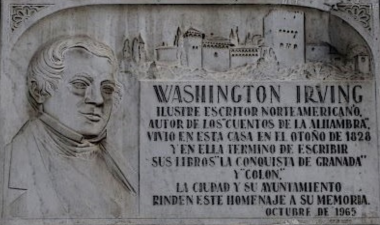 WASHINGTON IRVING
ILUSTRE ESCRITOR NORTEAMERICANO,
AUTOR DE LOS "CUENTOS DE LA ALHAMBRA",
VIVIO EN ESTA CASA EN EL OTOÑO DE 1828
Y EN ELLA TERMINO DE ESCRIBIR
SUS LIBROS "LA CONQUISTA DE GRANADA"
Y "COLON".
LA CIUDAD Y SU AYUNTAMIENTO
RINDEN ESTE HOMENAJE A SU MEMORIA.
OCTUBRE DE 1965